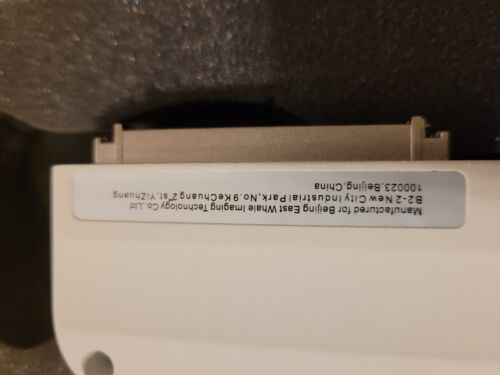 Manufactured for Beijing East Whale Imaging Technology Co.,Ltd
B2-2 New City Industrial Park, No.9 KeChuang 2nd st, YiZhuang
100023, Beijing, China